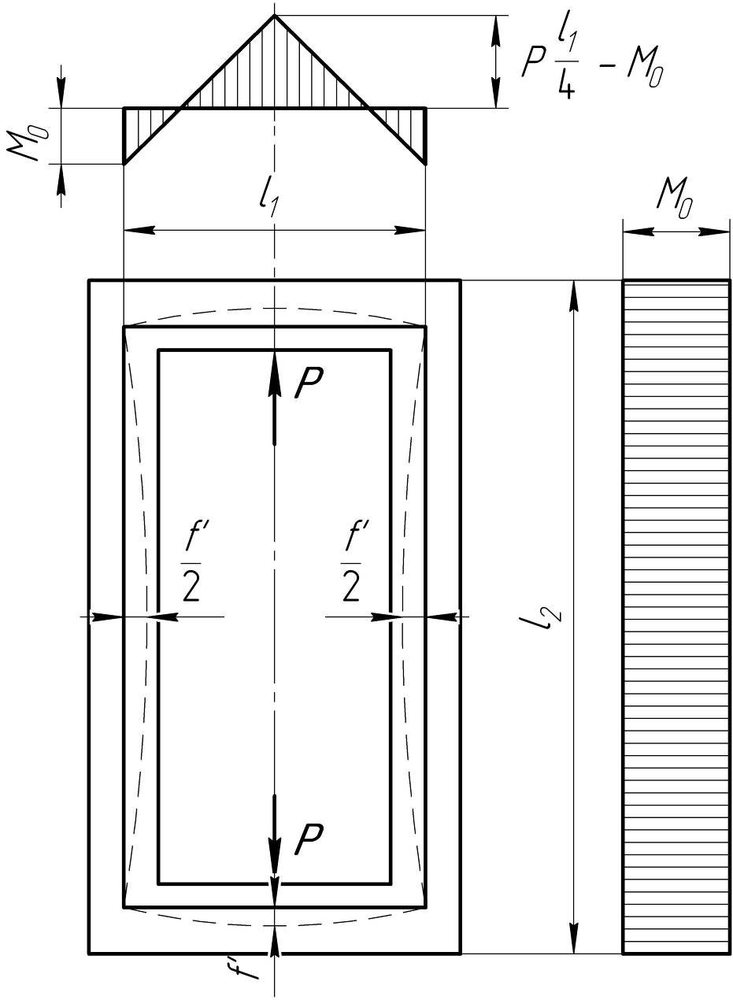 P l₁/4 – M₀
M₀
l₁
M₀
P
f'/2
f'/2
l₂
P
f'